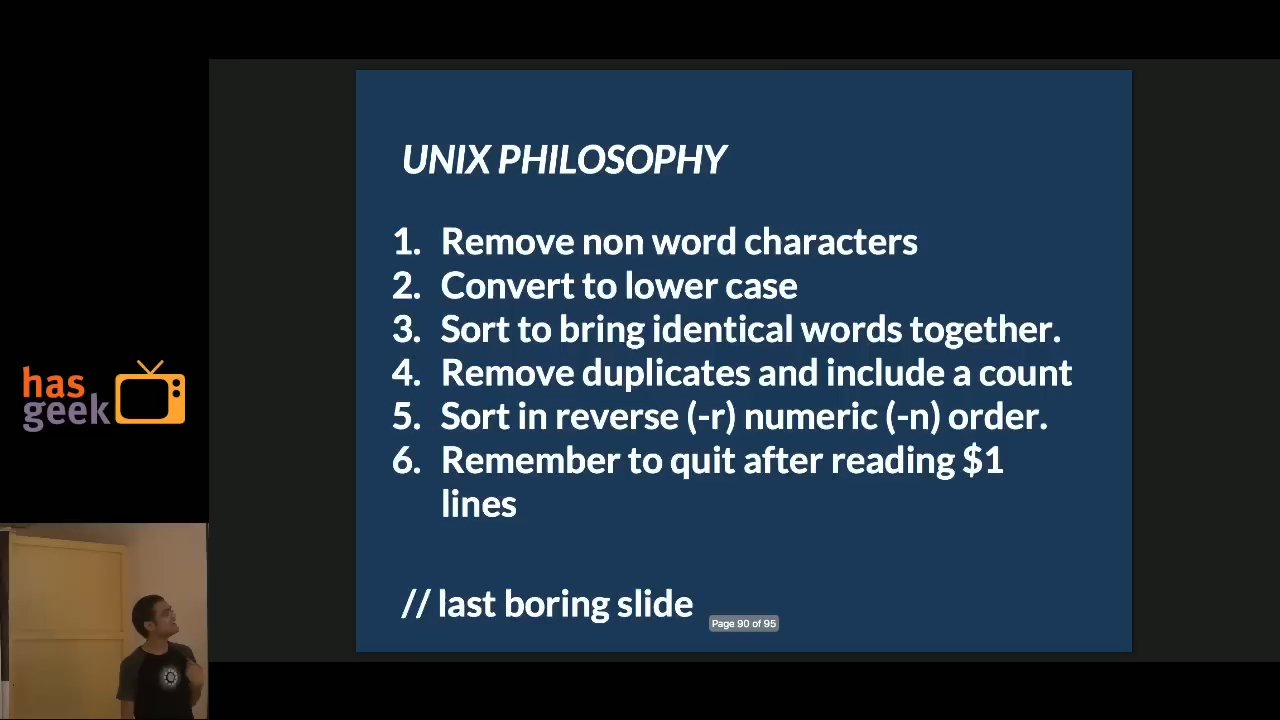 UNIX PHILOSOPHY
1. Remove non word characters
2. Convert to lower case
3. Sort to bring identical words together.
4. Remove duplicates and include a count
5. Sort in reverse (-r) numeric (-n) order.
6. Remember to quit after reading $1
lines
has
geek
// last boring slide
Page 90 of 95